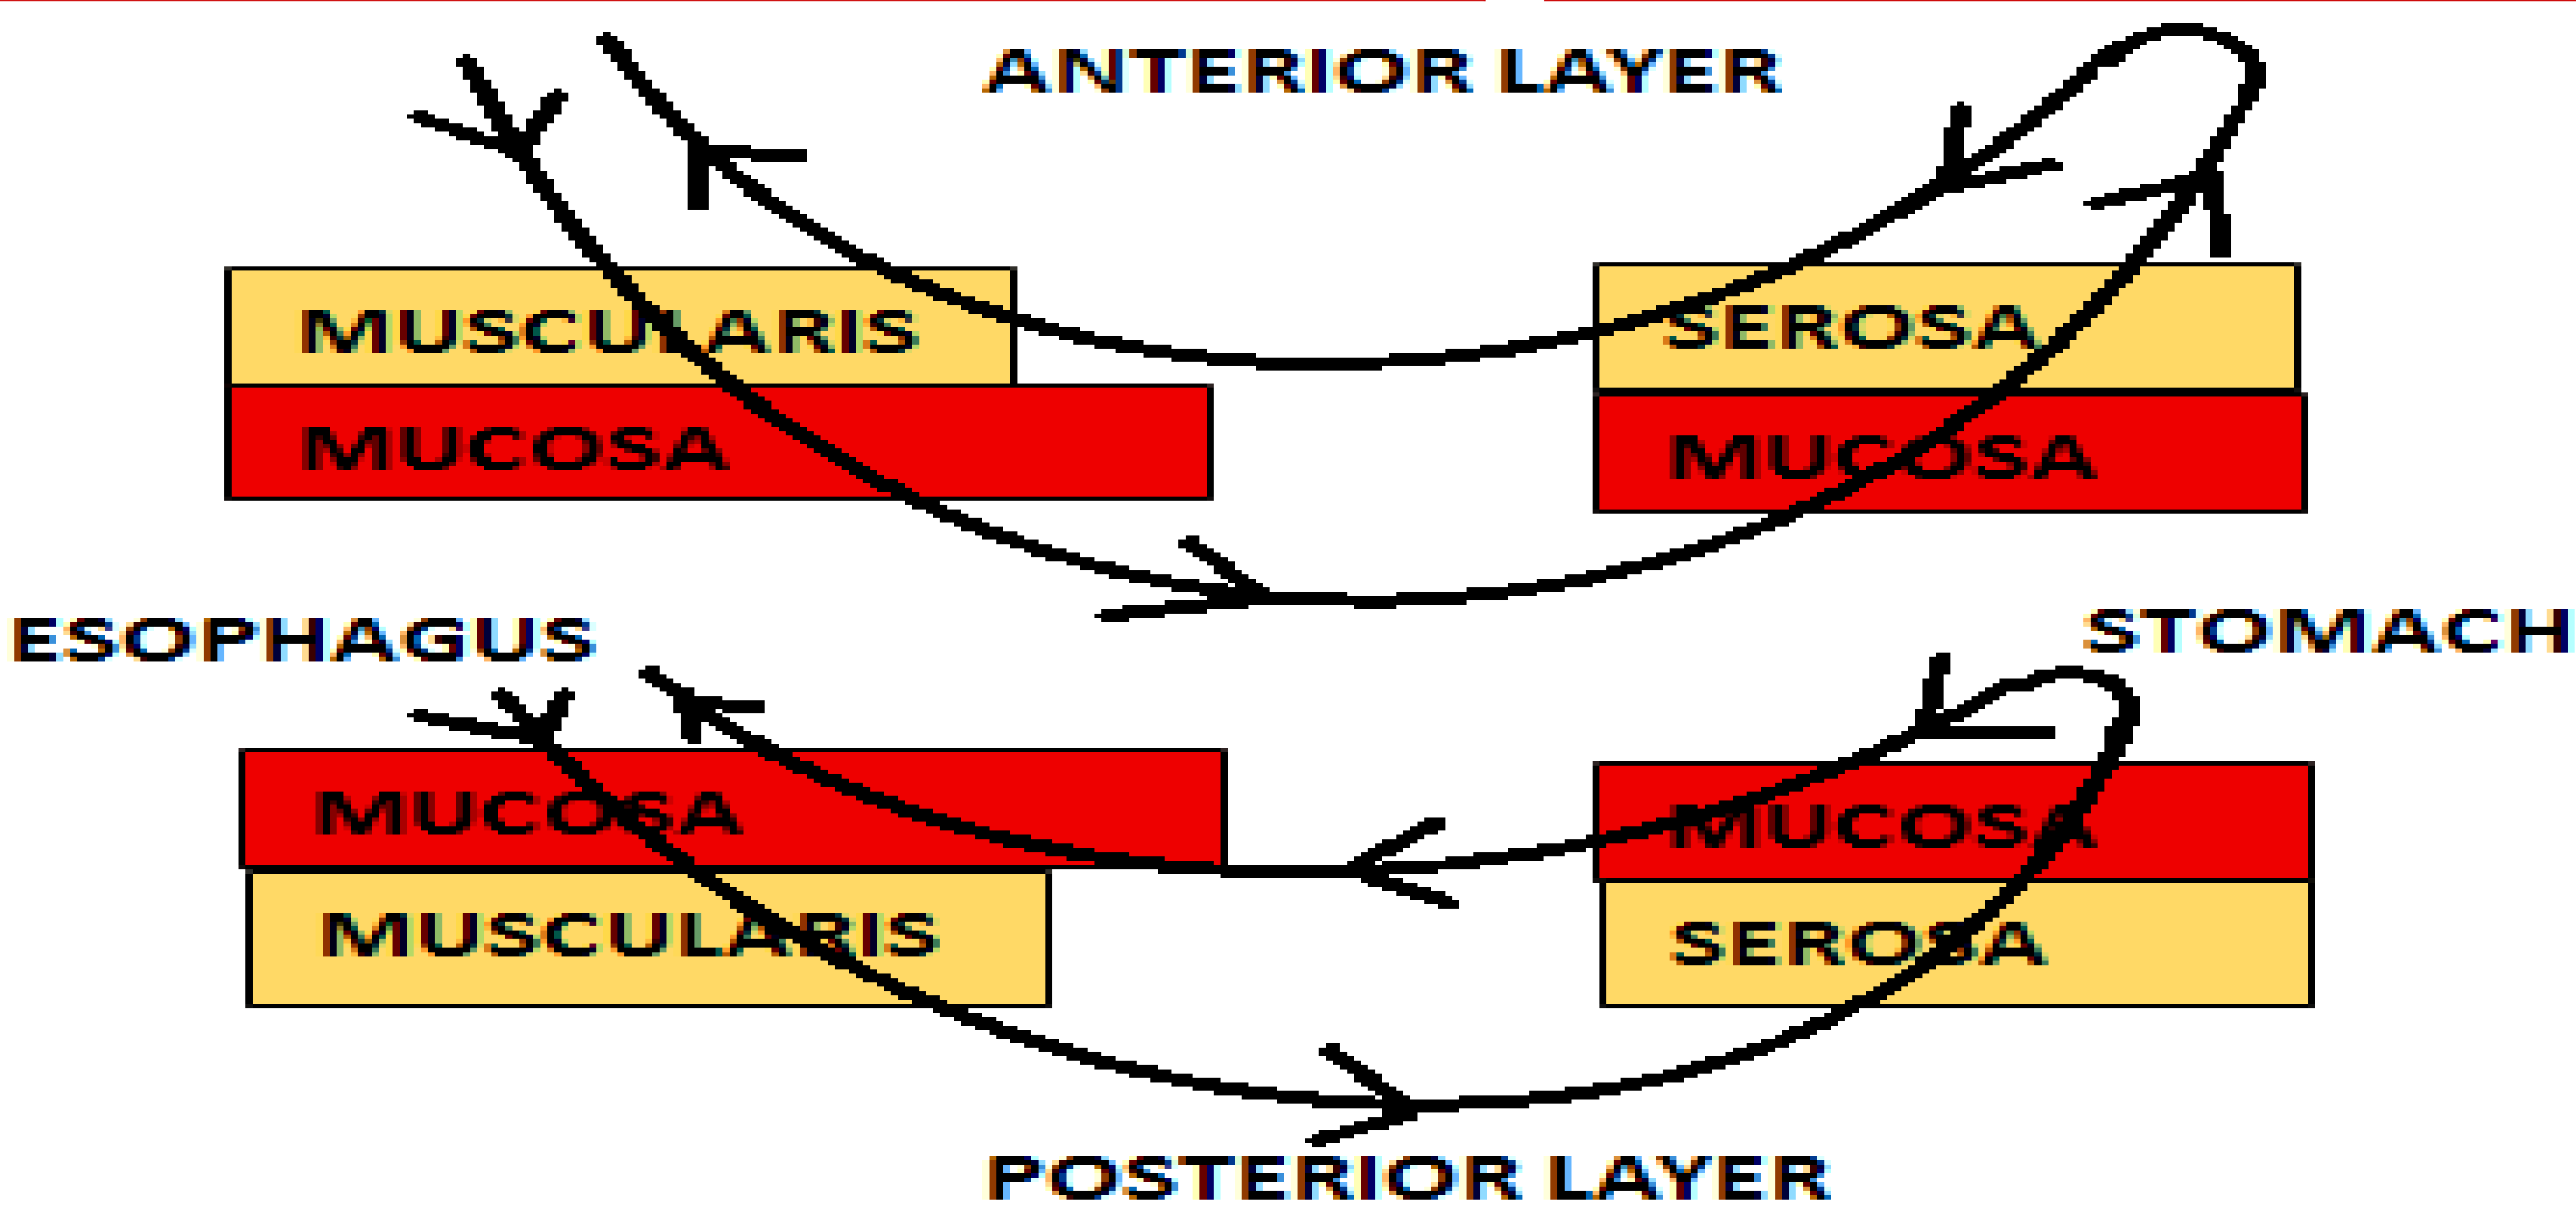 ANTERIOR LAYER
MUSCULARIS
SEROSA
MUCOSA
MUCOSA
ESOPHAGUS
STOMACH
MUCOSA
MUCOSA
MUSCULARIS
SEROSA
POSTERIOR LAYER